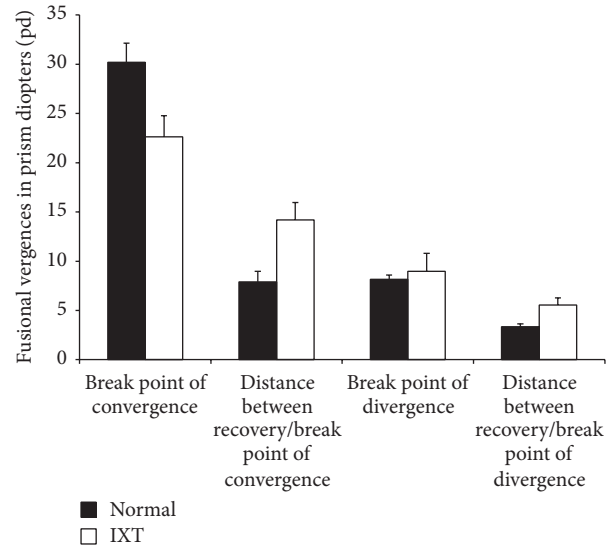 Fusional vergences in prism diopters (pd)
35
30
25
20
15
10
5
0
Break point of
convergence
Distance
between
recovery/break
point of
convergence
Break point of
divergence
Distance
between
recovery/break
point of
divergence
Normal
IXT